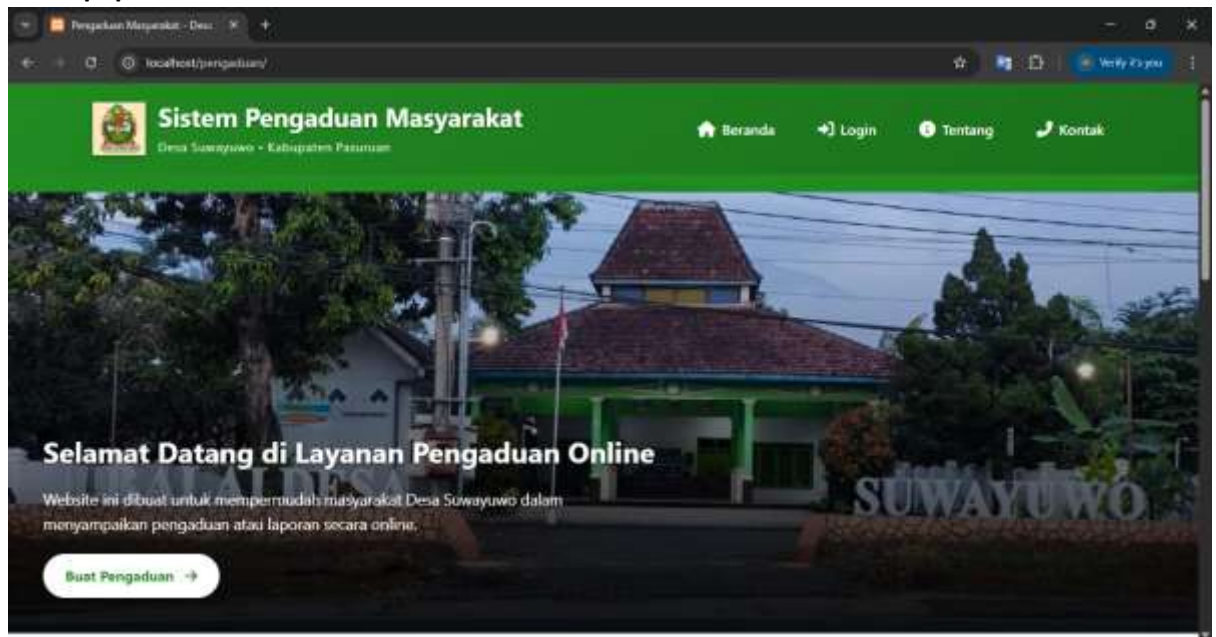 Pengaduan Masyarakat - Desa
localhost/pengaduan/
Verify it's you
Sistem Pengaduan Masyarakat
Desa Suwayuwo - Kabupaten Pasuruan
Beranda
Login
Tentang
Kontak
BALAI DESA
SUWAYUWO
Selamat Datang di Layanan Pengaduan Online
Website ini dibuat untuk mempermudah masyarakat Desa Suwayuwo dalam
menyampaikan pengaduan atau laporan secara online.
Buat Pengaduan →